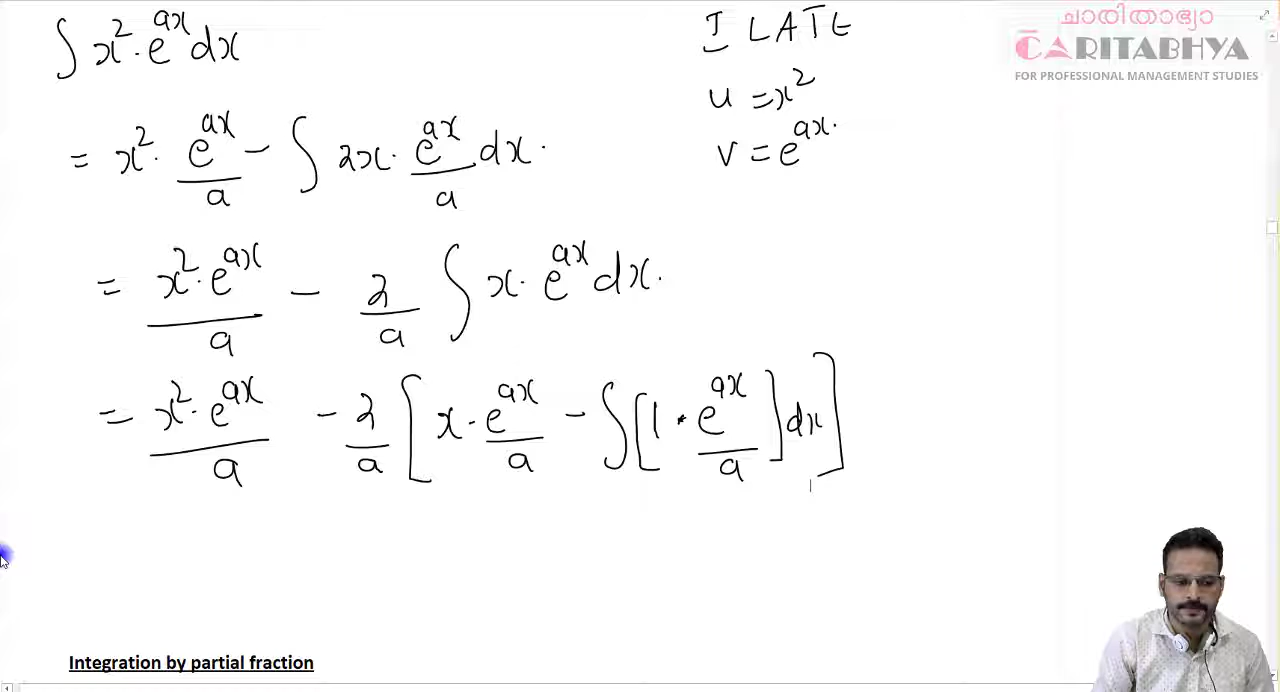 ∫ x²·e^{ax} dx
I LATE
ചാരിതാഭ്യാ
CARITABHYA
FOR PROFESSIONAL MANAGEMENT STUDIES
u = x²
v = e^{ax}.
= x²· e^{ax}/a − ∫ 2x· e^{ax}/a dx.
= x²·e^{ax}/a − 2/a ∫ x·e^{ax} dx.
= x²·e^{ax}/a − 2/a [x·e^{ax}/a − ∫[1·e^{ax}/a]dx]
Integration by partial fraction